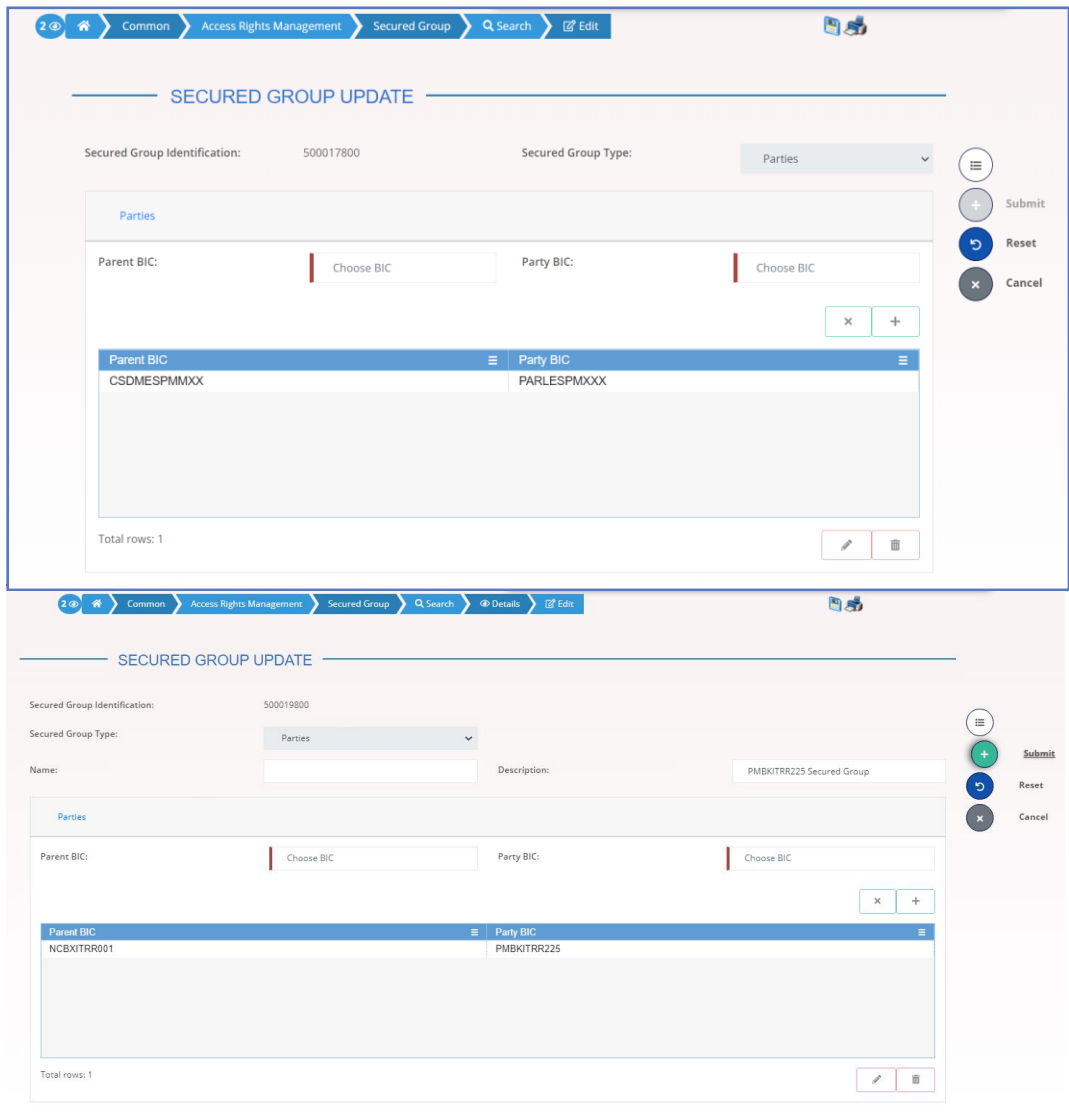 2 Common Access Rights Management Secured Group Search Edit
SECURED GROUP UPDATE
Secured Group Identification: 500017800 Secured Group Type: Parties
Submit
Parties
Reset
Parent BIC: Choose BIC Party BIC: Choose BIC
Cancel
Parent BIC Party BIC
CSDMESPMMXX PARLESPMXXX
Total rows: 1
2 Common Access Rights Management Secured Group Search Details Edit
SECURED GROUP UPDATE
Secured Group Identification: 500019800
Secured Group Type: Parties
Submit
Name: Description: PMBKITRR225 Secured Group
Reset
Parties
Cancel
Parent BIC: Choose BIC Party BIC: Choose BIC
Parent BIC Party BIC
NCBXITRR001 PMBKITRR225
Total rows: 1